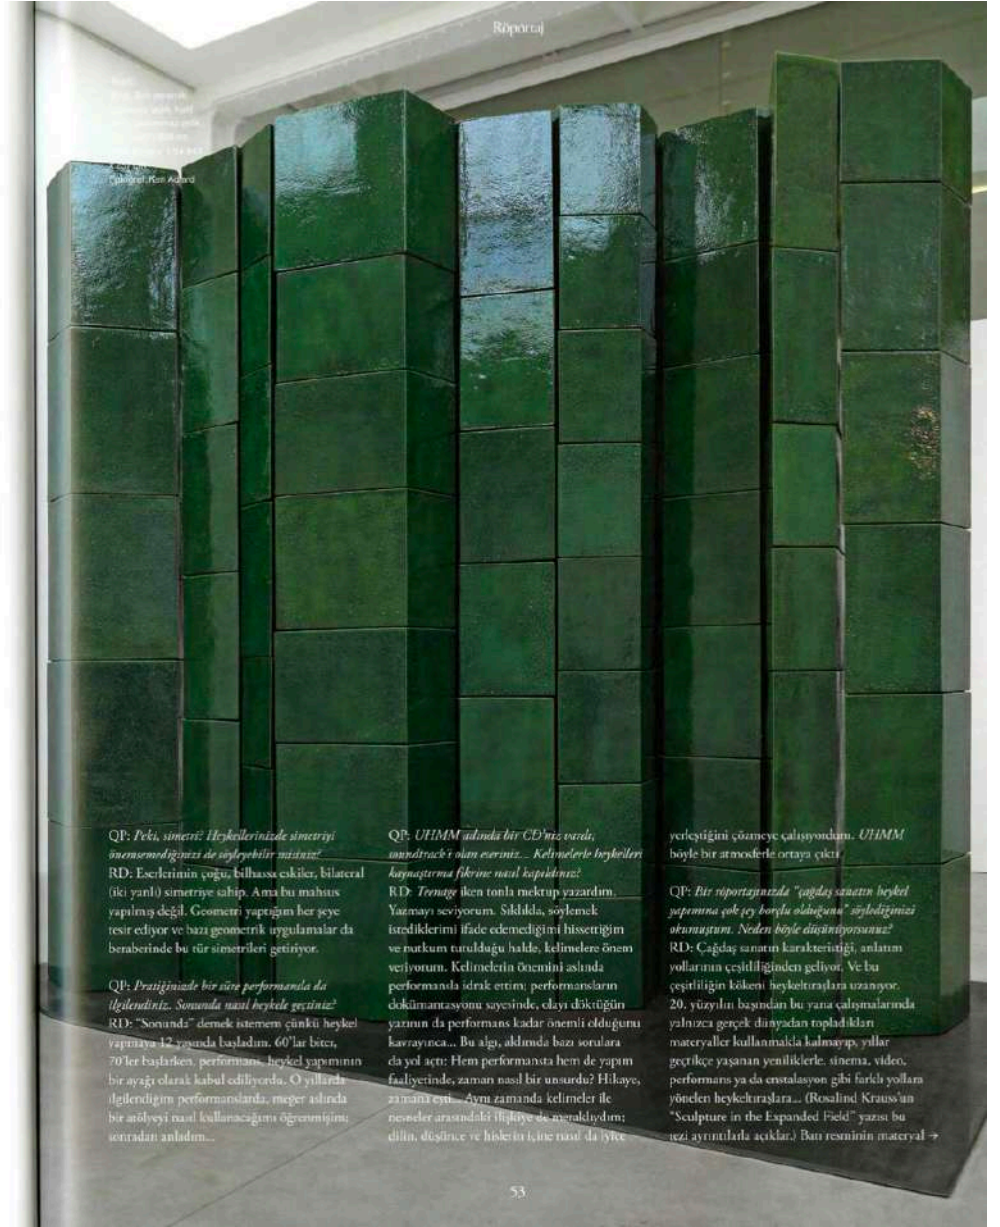 Röportaj
Fotoğraf: Ken Adlard
QP: Peki, simetri? Heykellerinizle simetriyi
önemsemediğinizi de söyleyebilir misiniz?
RD: Eserlerimin çoğu, bilhassa eskiler, bilateral
(iki yanlı) simetriye sahip. Ama bu mahsus
yapılmış değil. Geometri yaptığım her şeye
tesir ediyor ve bazı geometrik uygulamalar da
beraberinde bu tür simetrileri getiriyor.
QP: Pratiğinizde bir süre performansla da
ilgilendiniz. Sonunda nasıl heykele geçtiniz?
RD: "Sonunda" demek istemem çünkü heykel
yapmaya 12 yaşında başladım. 60'lar biter,
70'ler başlarken, performans, heykel yapımının
bir ayağı olarak kabul ediliyordu. O yıllarda
ilgilendiğim performanslarda, meğer aslında
bir atölyeyi nasıl kullanacağımı öğrenmişim;
sonradan anladım...
QP: UHMM adında bir CD'niz vardı,
soundtrack'i olan eseriniz... Kelimelerle heykelleri
kaynaştırma fikrine nasıl kapıldınız?
RD: Teenage iken tonla mektup yazardım.
Yazmayı seviyorum. Sıklıkla, söylemek
istediklerimi ifade edemediğimi hissettiğim
ve nutkum tutulduğu halde, kelimelere önem
veriyorum. Kelimelerin önemini aslında
performansla idrak ettim; performansların
dokümantasyonu sayesinde, olayı döktüğün
yazının da performans kadar önemli olduğunu
kavrayınca... Bu algı, aklımda bazı sorulara
da yol açtı: Hem performansta hem de yapım
faaliyetinde, zaman nasıl bir unsurdu? Hikaye,
zamana eşti... Aynı zamanda kelimeler ile
nesneler arasındaki ilişkiye de meraklıydım;
dilin, düşünce ve hislerin içine nasıl da iyice
yerleştiğini çözmeye çalışıyordum. UHMM
böyle bir atmosferle ortaya çıktı.
QP: Bir röportajınızda "çağdaş sanatın heykel
yapımına çok şey borçlu olduğunu" söylediğinizi
okumuştum. Neden böyle düşünüyorsunuz?
RD: Çağdaş sanatın karakteristiği, anlatım
yollarının çeşitliliğinden geliyor. Ve bu
çeşitliliğin kökeni heykeltıraşlara uzanıyor.
20. yüzyılın başından bu yana çalışmalarında
yalnızca gerçek dünyadan topladıkları
materyaller kullanmakla kalmayıp, yıllar
geçtikçe yaşanan yeniliklerle, sinema, video,
performans ya da enstalasyon gibi farklı yollara
yönelen heykeltıraşlara... (Rosalind Krauss'un
"Sculpture in the Expanded Field" yazısı bu
tezi ayrıntılarla açıklar.) Batı resminin materyal →
53